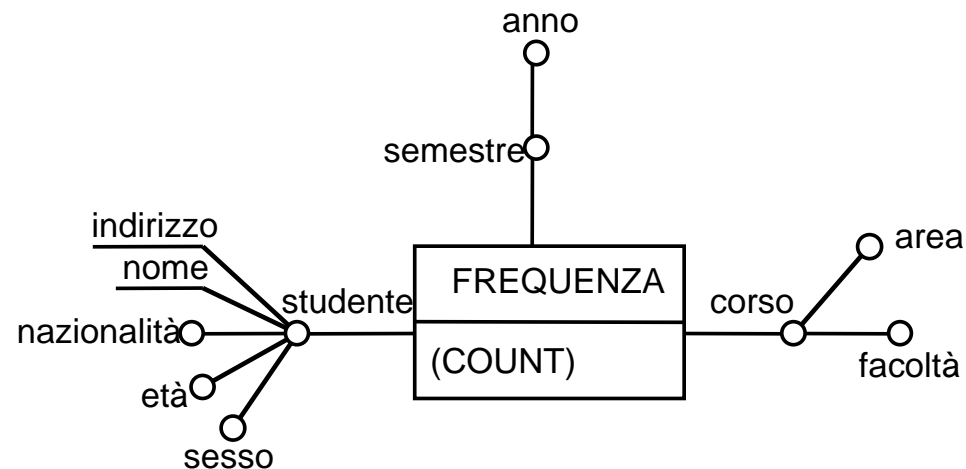 anno
semestre
indirizzo
nome
nazionalità
età
sesso
studente
FREQUENZA
(COUNT)
corso
area
facoltà